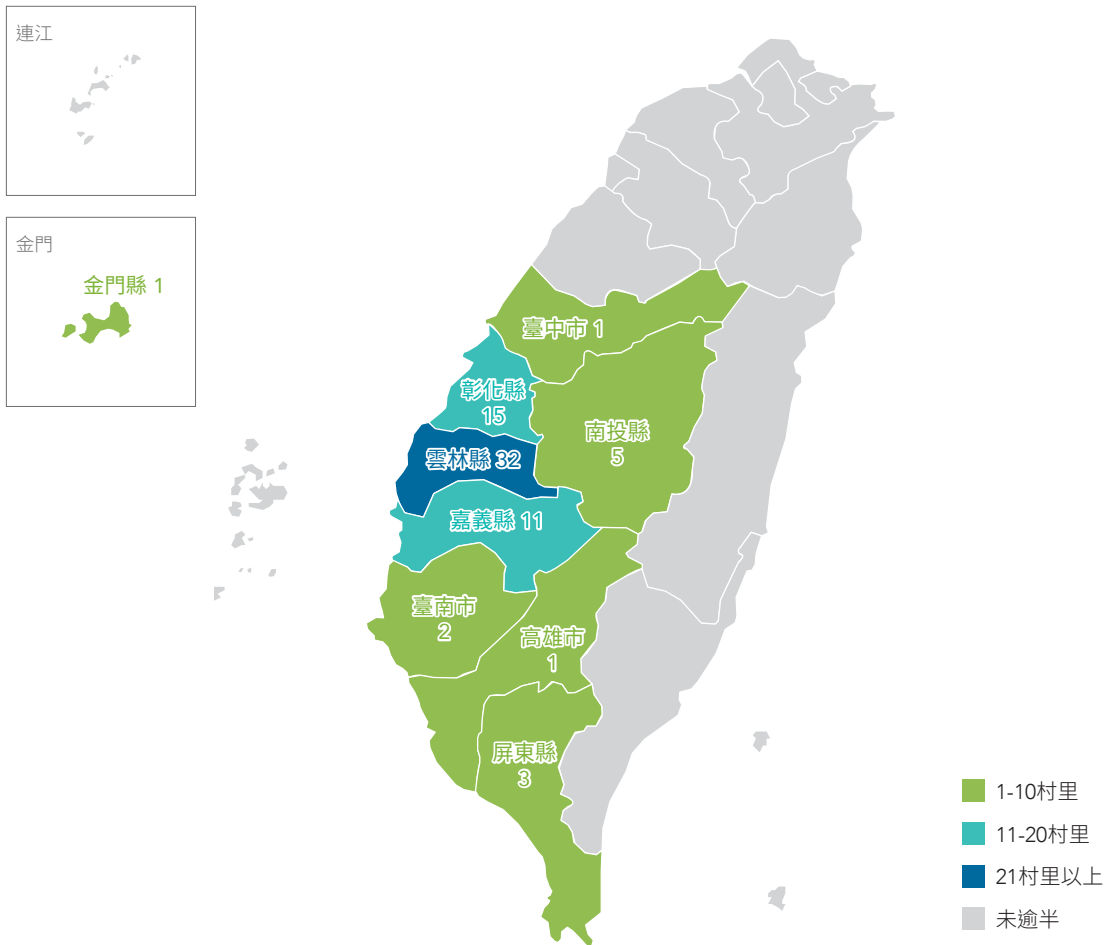 連江
金門
金門縣 1
臺中市 1
彰化縣
15
南投縣
5
雲林縣 32
嘉義縣 11
臺南市
2
高雄市
1
屏東縣
3
1-10村里
11-20村里
21村里以上
未逾半